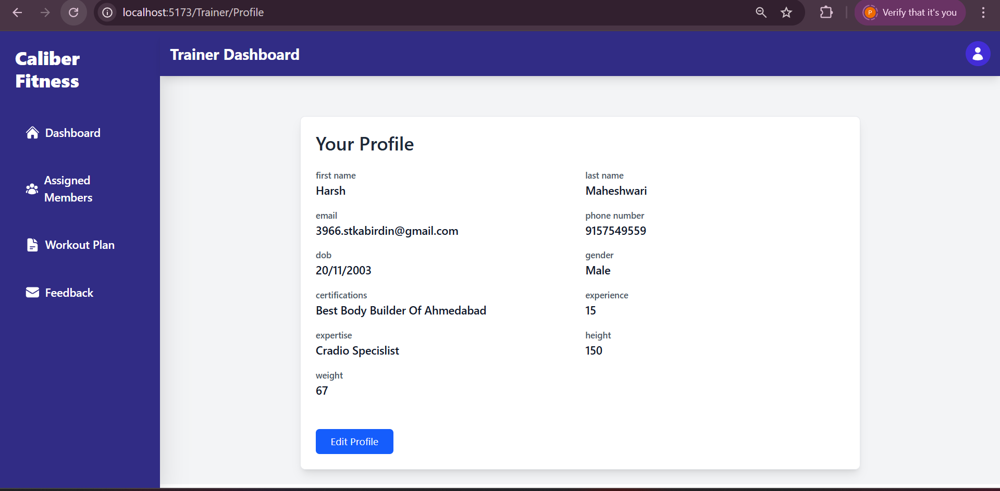 localhost:5173/Trainer/Profile
P
Verify that it's you
Caliber
Fitness
Trainer Dashboard
Dashboard
Assigned
Members
Workout Plan
Feedback
Your Profile
first name
Harsh
last name
Maheshwari
email
3966.stkabirdin@gmail.com
phone number
9157549559
dob
20/11/2003
gender
Male
certifications
Best Body Builder Of Ahmedabad
experience
15
expertise
Cradio Specislist
height
150
weight
67
Edit Profile